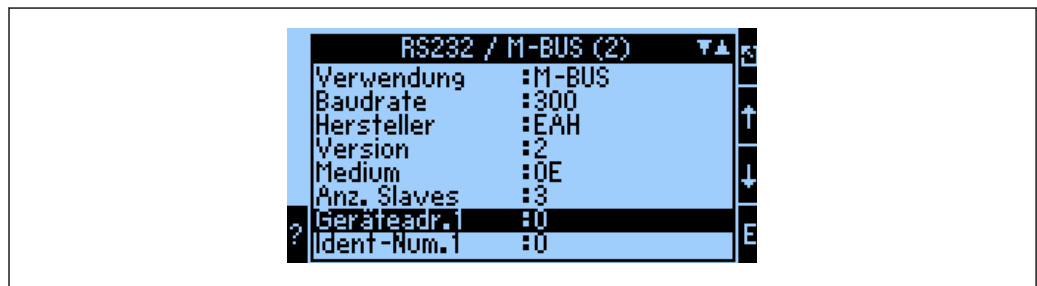 RS232 / M-BUS (2) ▼▲
Verwendung :M-BUS
Baudrate :300
Hersteller :EAH
Version :2
Medium :0E
Anz. Slaves :3
Geräteadr.1 :0
? Ident-Num.1 :0 E